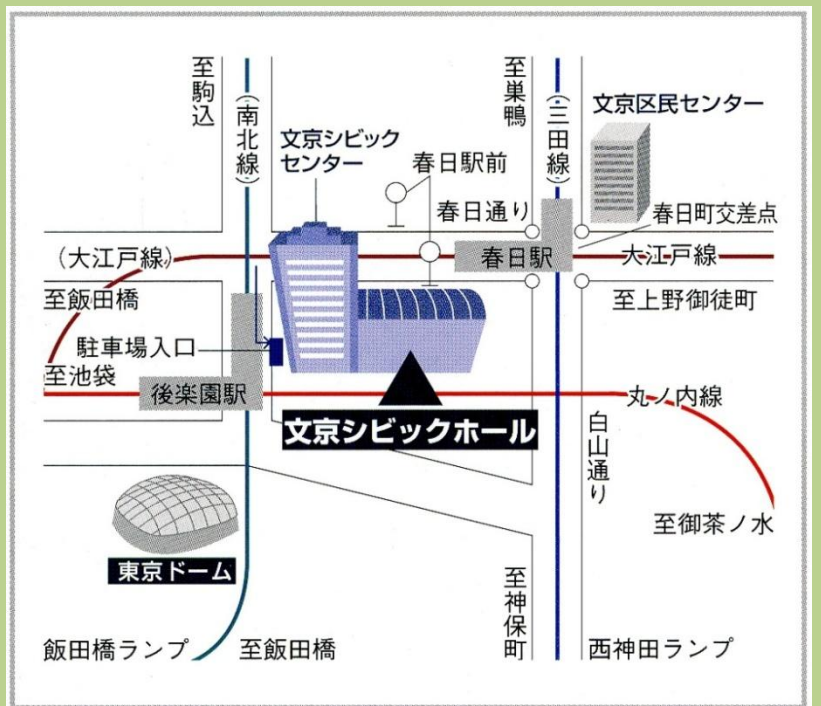 至駒込
(南北線)
文京シビック
センター
春日駅前
至巣鴨
(三田線)
文京区民センター
春日通り
春日町交差点
(大江戸線)
春日駅
大江戸線
至飯田橋
至上野御徒町
駐車場入口
至池袋
後楽園駅
丸ノ内線
文京シビックホール
白山通り
至御茶ノ水
東京ドーム
至神保町
飯田橋ランプ
至飯田橋
西神田ランプ